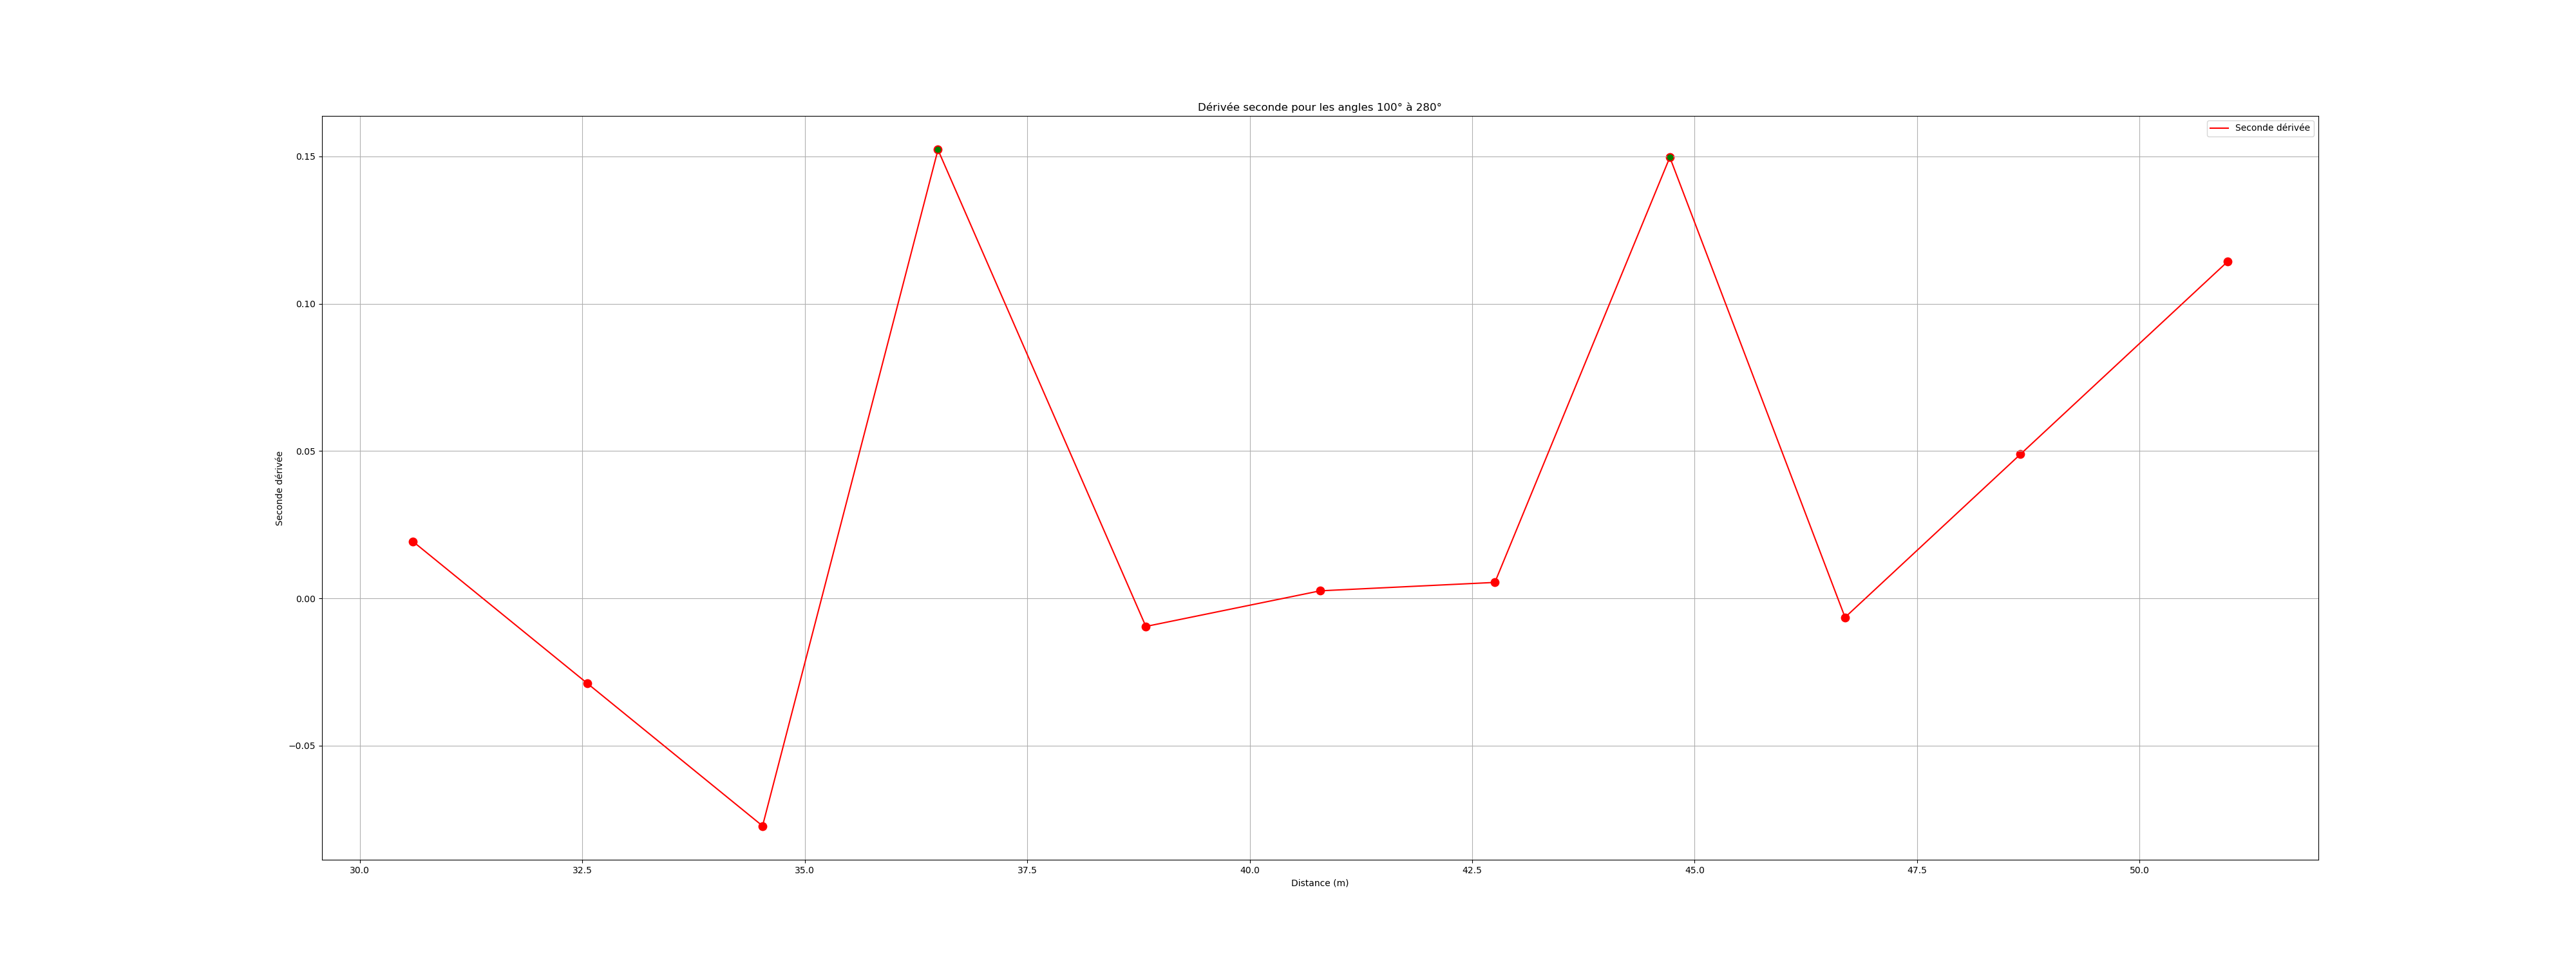 Dérivée seconde pour les angles 100° à 280°
Seconde dérivée
0.15
0.10
0.05
0.00
−0.05
Seconde dérivée
30.0 32.5 35.0 37.5 40.0 42.5 45.0 47.5 50.0
Distance (m)